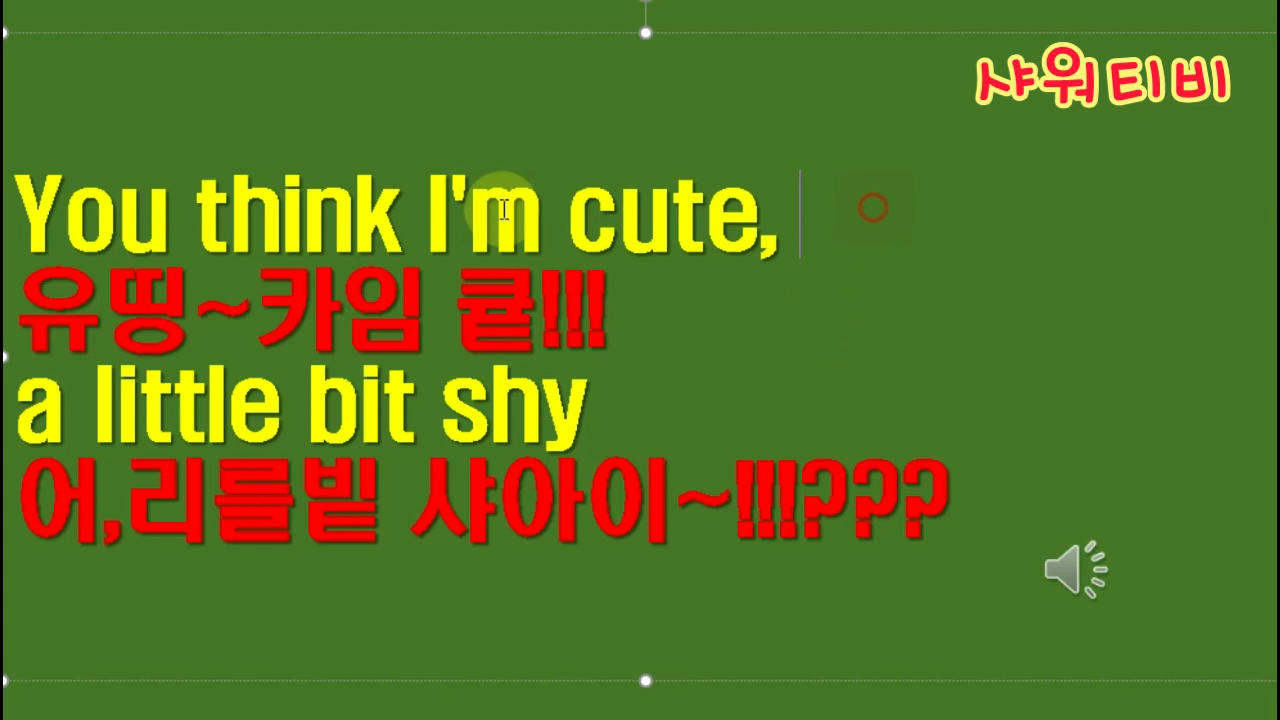 샤워티비
You think I'm cute,
유띵~카임 큩!!!
a little bit shy
어,리를빝 샤아이~!!!???